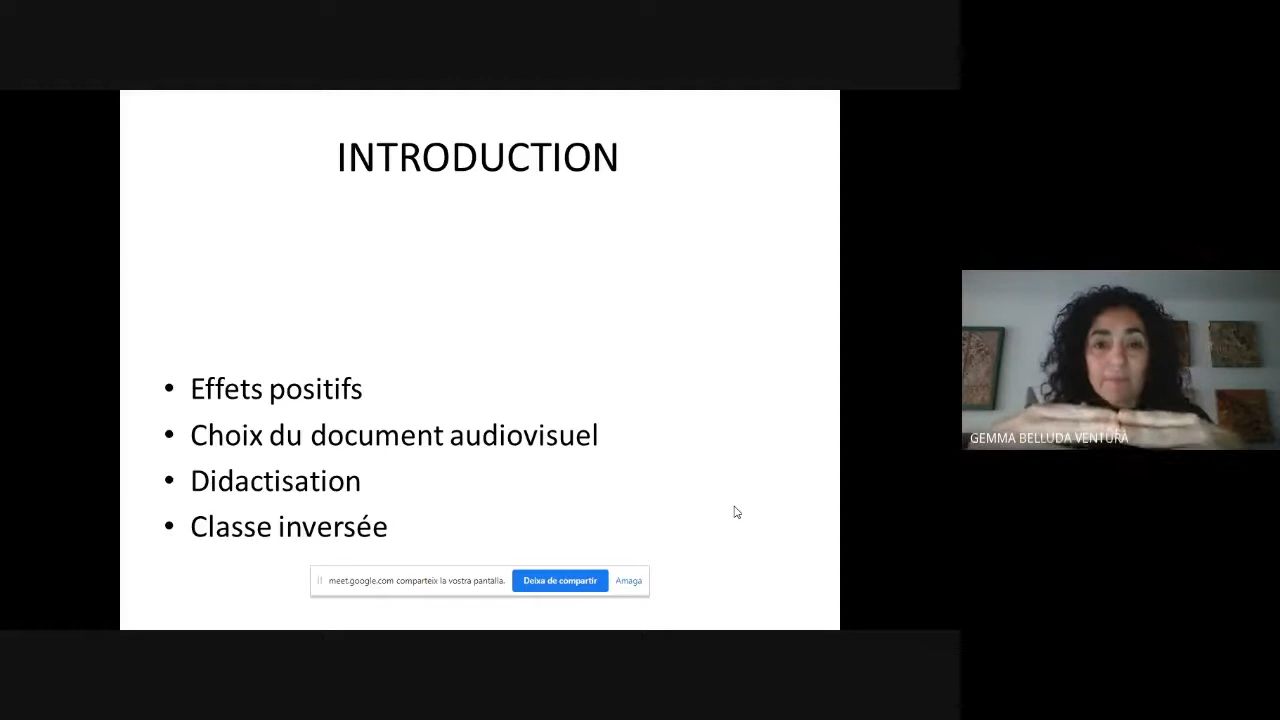 INTRODUCTION
• Effets positifs
• Choix du document audiovisuel
• Didactisation
• Classe inversée
meet.google.com comparteix la vostra pantalla. Deixa de compartir Amaga
GEMMA BELLUDA VENTURÀ